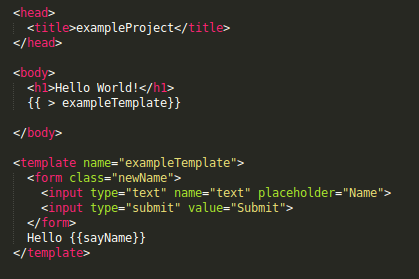 <head>
<title>exampleProject</title>
</head>
<body>
<h1>Hello World!</h1>
{{ > exampleTemplate}}
</body>
<template name="exampleTemplate">
<form class="newName">
<input type="text" name="text" placeholder="Name">
<input type="submit" value="Submit">
</form>
Hello {{sayName}}
</template>